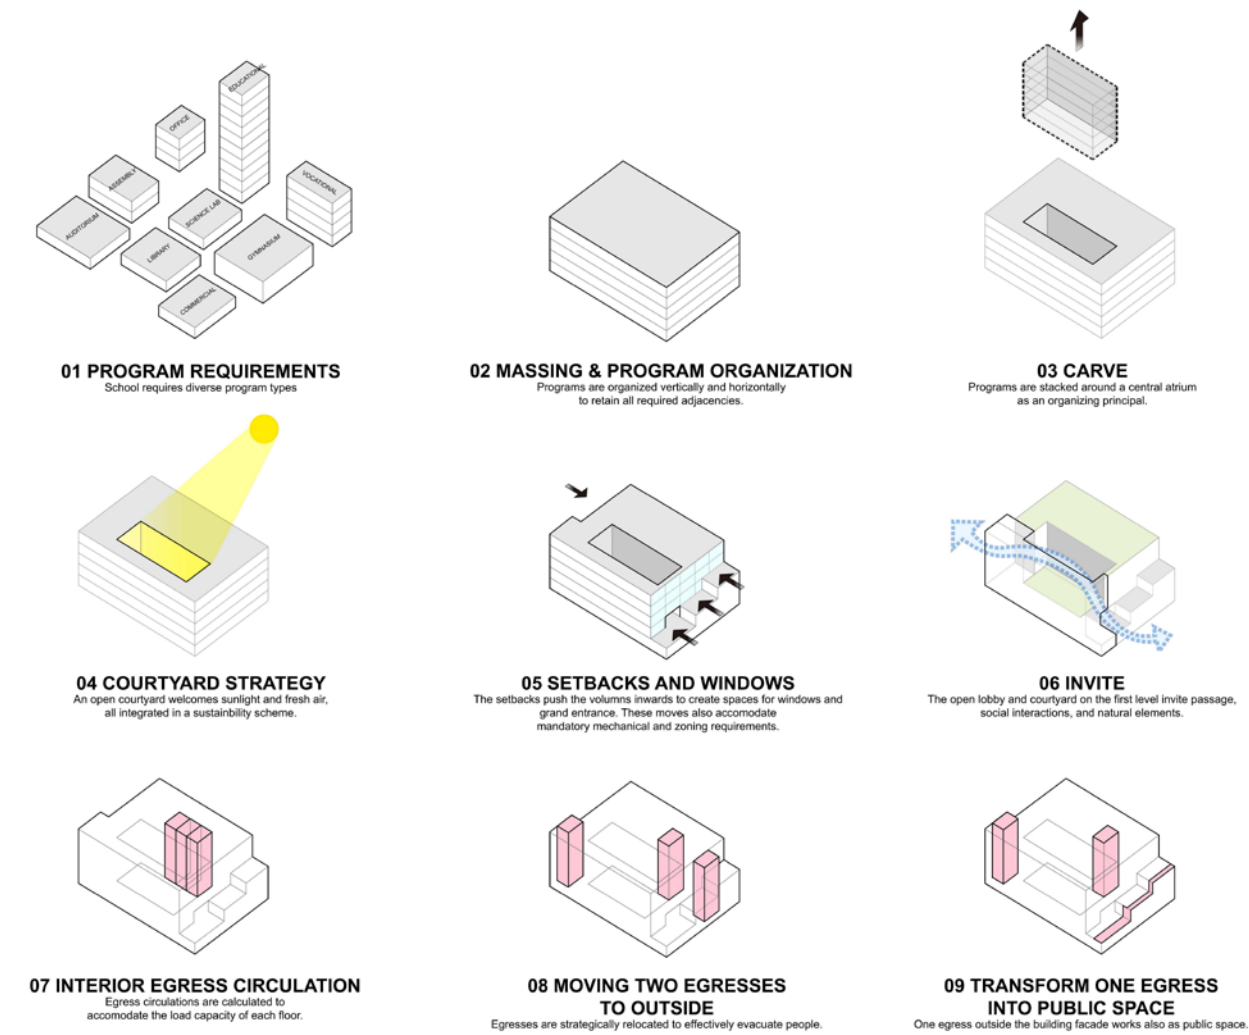 EDUCATIONAL
OFFICE
ASSEMBLY
VOCATIONAL
AUDITORIUM
SCIENCE LAB
LIBRARY
GYMNASIUM
COMMERCIAL
01 PROGRAM REQUIREMENTS
School requires diverse program types
02 MASSING & PROGRAM ORGANIZATION
Programs are organized vertically and horizontally
to retain all required adjacencies.
03 CARVE
Programs are stacked around a central atrium
as an organizing principal.
04 COURTYARD STRATEGY
An open courtyard welcomes sunlight and fresh air,
all integrated in a sustainbility scheme.
05 SETBACKS AND WINDOWS
The setbacks push the volumns inwards to create spaces for windows and
grand entrance. These moves also accomodate
mandatory mechanical and zoning requirements.
06 INVITE
The open lobby and courtyard on the first level invite passage,
social interactions, and natural elements.
07 INTERIOR EGRESS CIRCULATION
Egress circulations are calculated to
accomodate the load capacity of each floor.
08 MOVING TWO EGRESSES
TO OUTSIDE
Egresses are strategically relocated to effectively evacuate people.
09 TRANSFORM ONE EGRESS
INTO PUBLIC SPACE
One egress outside the building facade works also as public space.